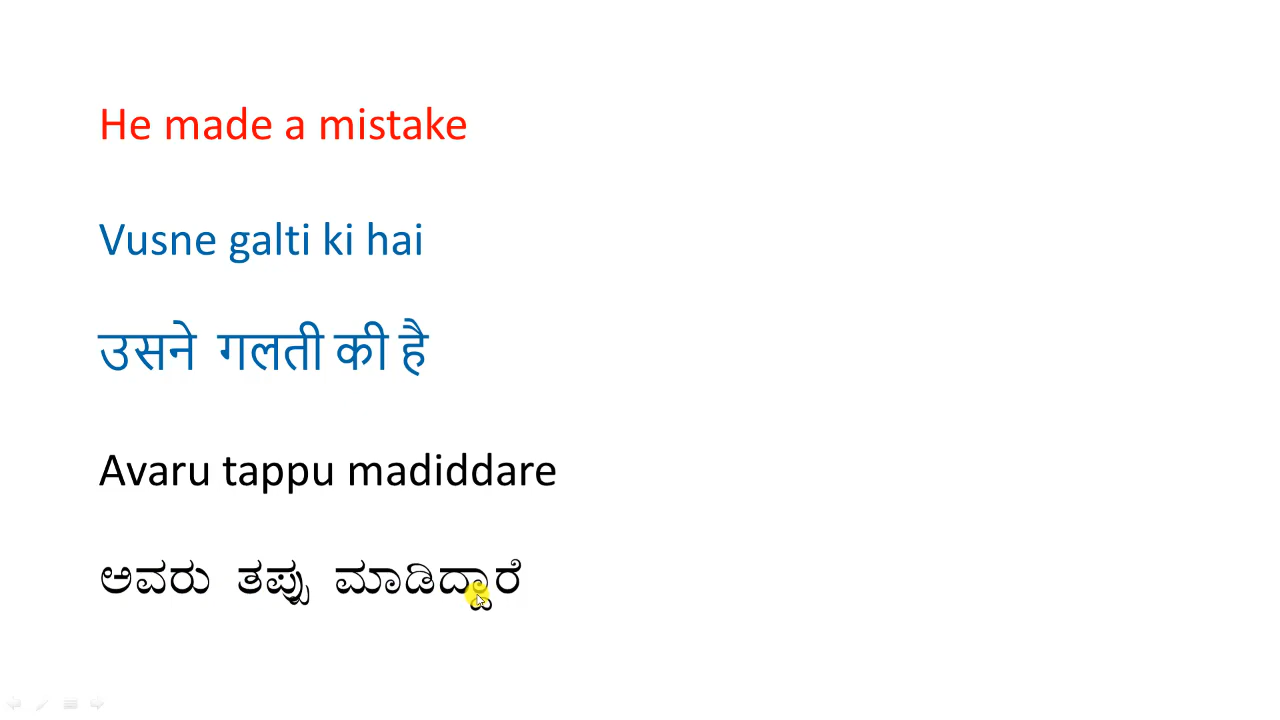 He made a mistake
Vusne galti ki hai
उसने गलती की है
Avaru tappu madiddare
ಅವರು ತಪ್ಪು ಮಾಡಿದ್ದಾರೆ